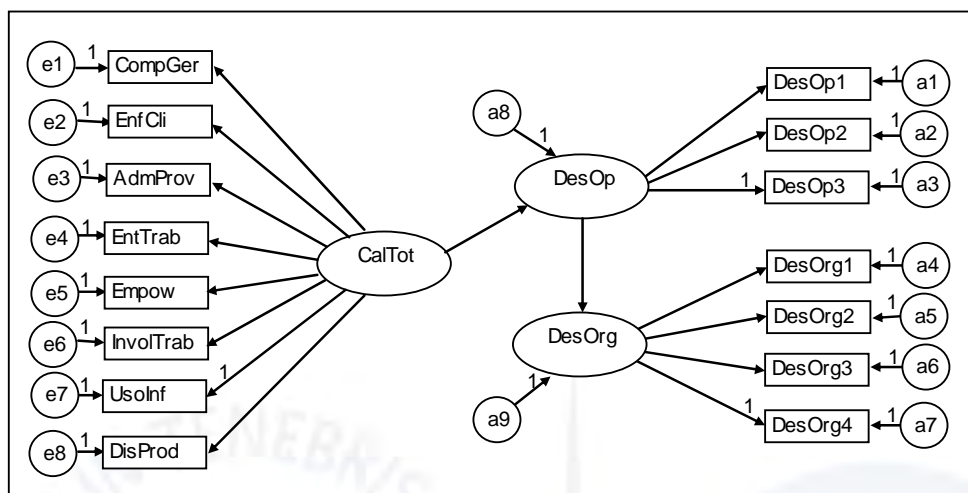 e1 1 CompGer
e2 1 EnfCli
e3 1 AdmProv
e4 1 EntTrab
e5 1 Empow
e6 1 InvolTrab
e7 1 UsoInf 1
e8 1 DisProd
CalTot
a8 1
DesOp
DesOrg
a9 1
DesOp1 1 a1
DesOp2 1 a2
1 DesOp3 1 a3
DesOrg1 1 a4
DesOrg2 1 a5
DesOrg3 1 a6
1 DesOrg4 1 a7
TENEBRIS